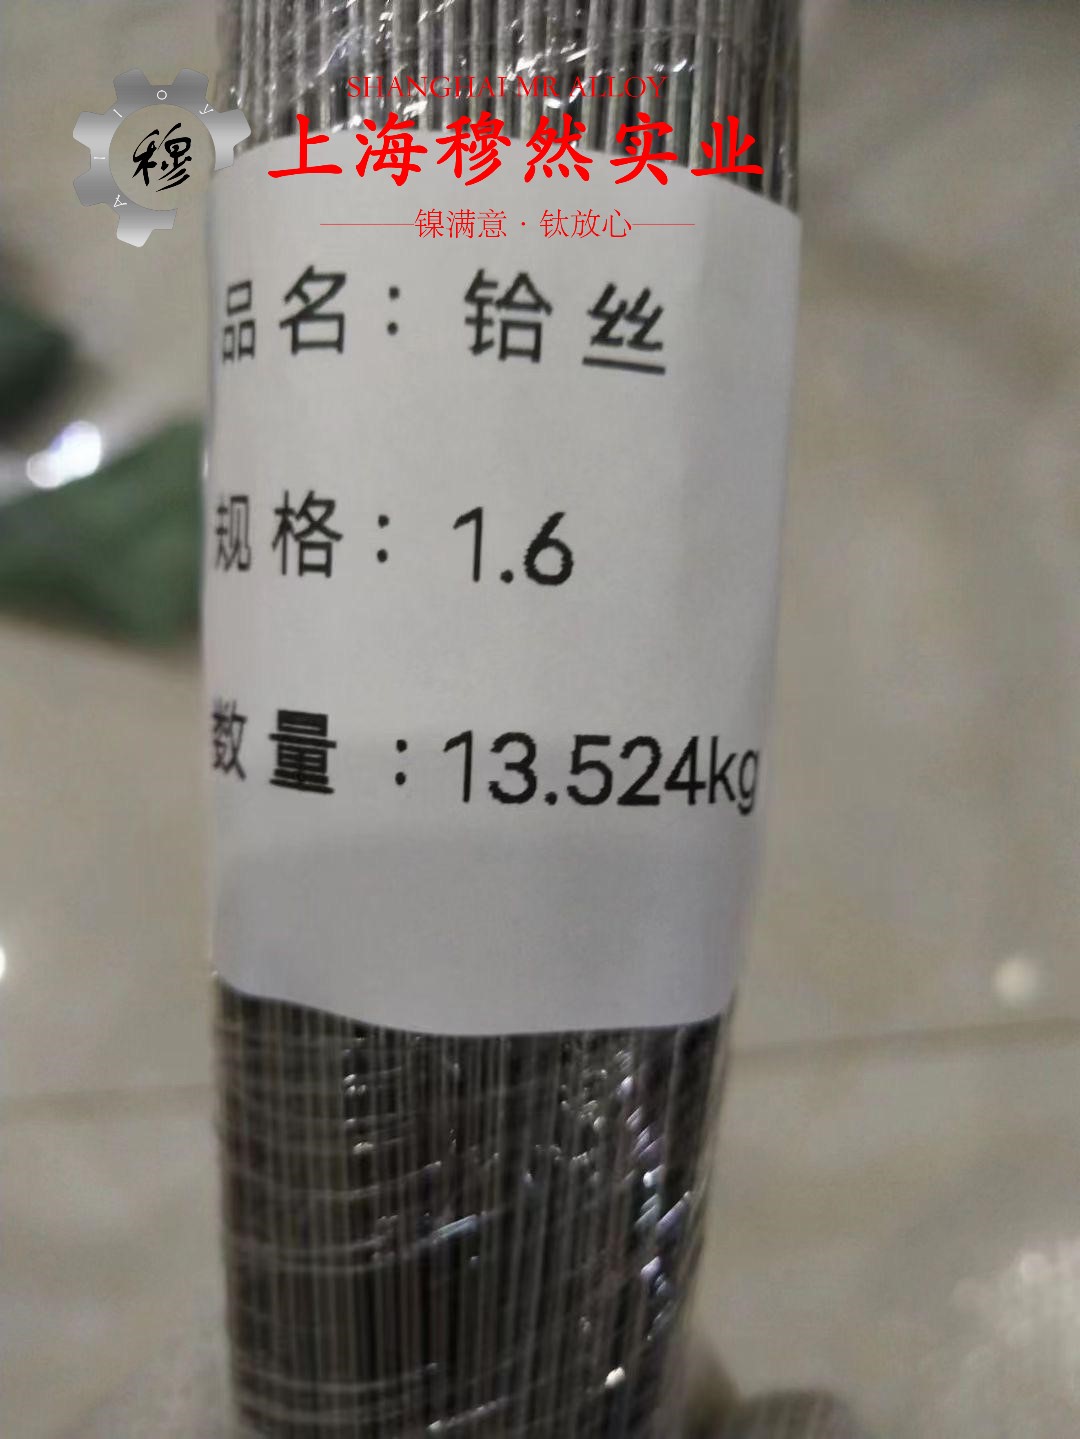 SHANGHAI MR ALLOY
穆
上海穆然实业
镍满意·钛放心
品名：铪丝
规格：1.6
数量：13.524kg